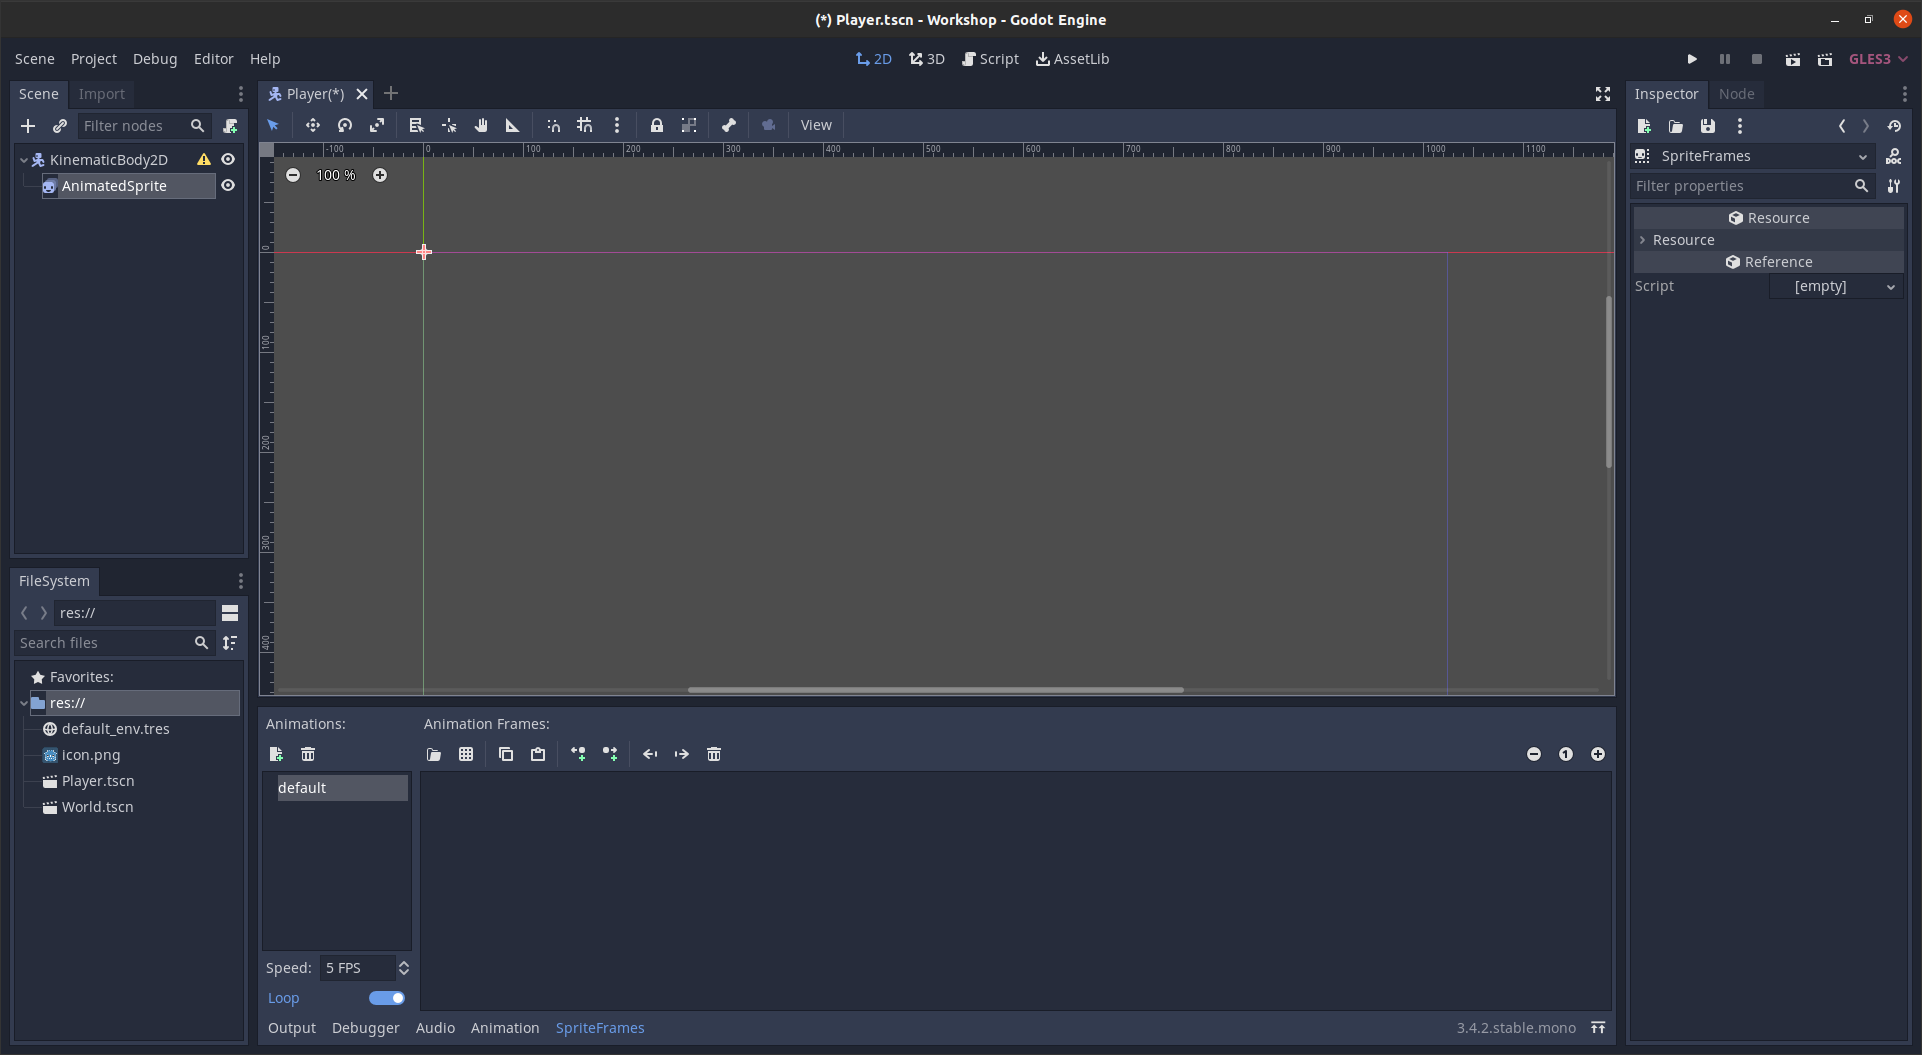 (*) Player.tscn - Workshop - Godot Engine
Scene Project Debug Editor Help
2D 3D Script AssetLib
GLES3
Scene Import
Filter nodes
KinematicBody2D
AnimatedSprite
FileSystem
res://
Search files
Favorites:
res://
default_env.tres
icon.png
Player.tscn
World.tscn
Player(*)
View
-100 0 100 200 300 400 500 600 700 800 900 1000 1100
100 %
0
100
200
300
400
Animations:
default
Speed: 5 FPS
Loop
Animation Frames:
1
Output Debugger Audio Animation SpriteFrames
3.4.2.stable.mono
Inspector Node
SpriteFrames
DOC
Filter properties
Resource
Resource
Reference
Script [empty]